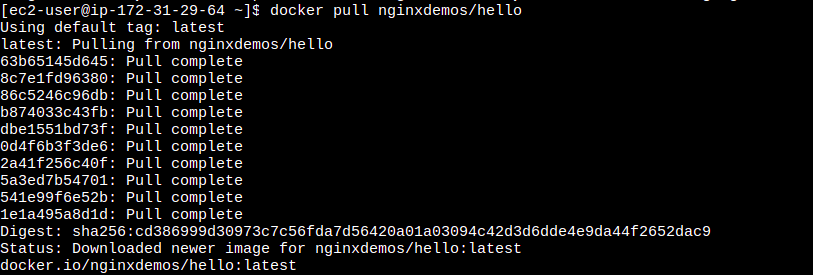 [ec2-user@ip-172-31-29-64 ~]$ docker pull nginxdemos/hello
Using default tag: latest
latest: Pulling from nginxdemos/hello
63b65145d645: Pull complete
8c7e1fd96380: Pull complete
86c5246c96db: Pull complete
b874033c43fb: Pull complete
dbe1551bd73f: Pull complete
0d4f6b3f3de6: Pull complete
2a41f256c40f: Pull complete
5a3ed7b54701: Pull complete
541e99f6e52b: Pull complete
1e1a495a8d1d: Pull complete
Digest: sha256:cd386999d30973c7c56fda7d56420a01a03094c42d3d6dde4e9da44f2652dac9
Status: Downloaded newer image for nginxdemos/hello:latest
docker.io/nginxdemos/hello:latest